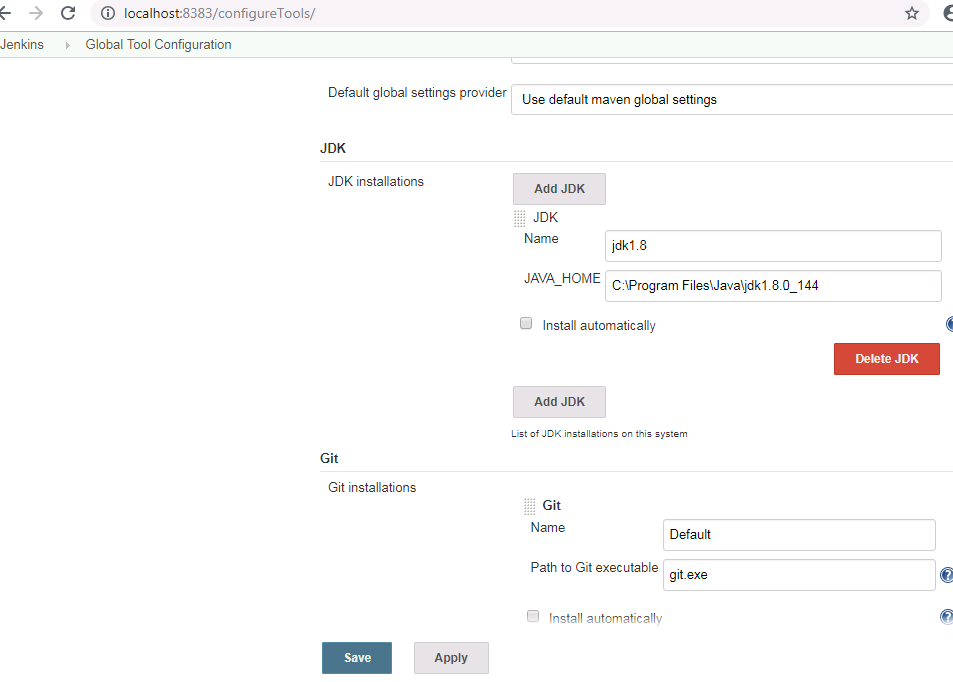 localhost:8383/configureTools/
Jenkins Global Tool Configuration
Default global settings provider Use default maven global settings
JDK
JDK installations Add JDK
JDK
Name jdk1.8
JAVA_HOME C:\Program Files\Java\jdk1.8.0_144
Install automatically
Delete JDK
Add JDK
List of JDK installations on this system
Git
Git installations
Git
Name Default
Path to Git executable git.exe
Install automatically
Save Apply